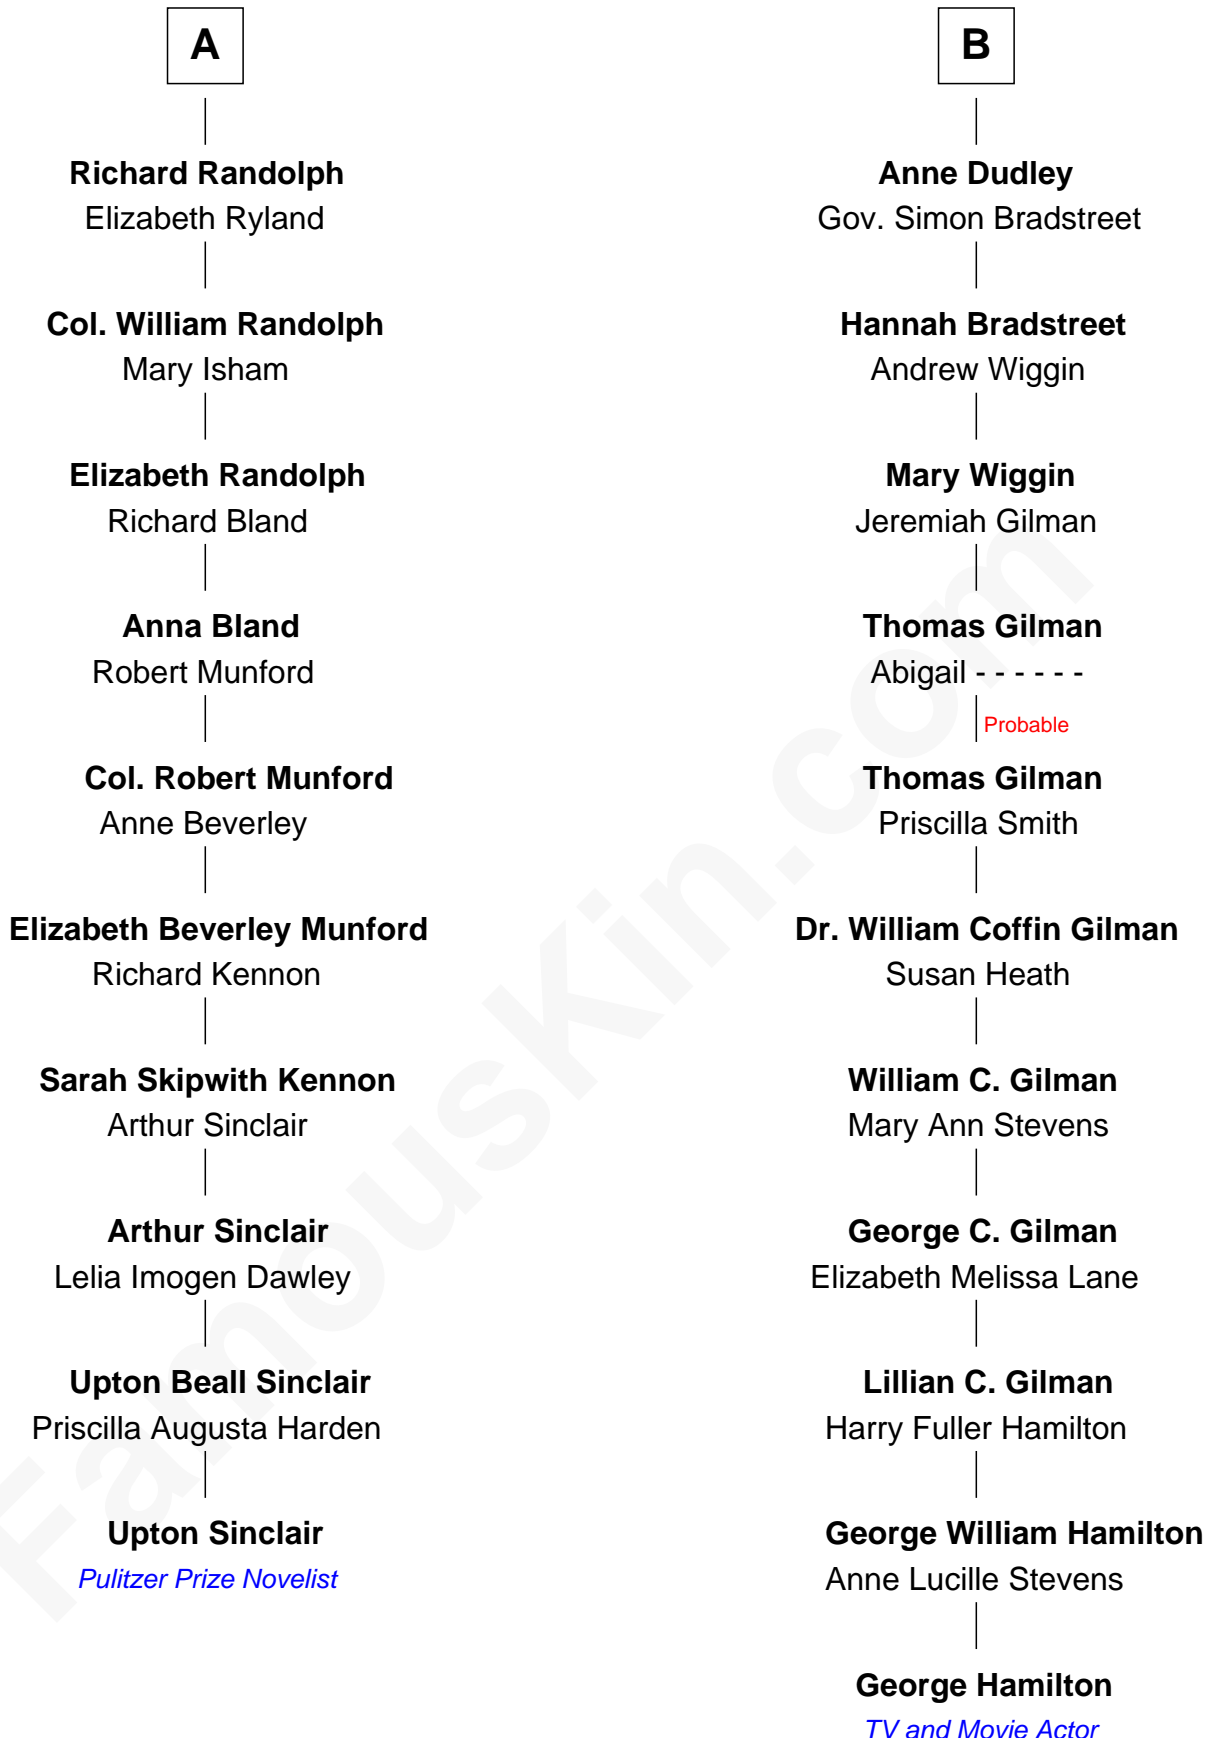 A
Richard Randolph
Elizabeth Ryland
Col. William Randolph
Mary Isham
Elizabeth Randolph
Richard Bland
Anna Bland
Robert Munford
Col. Robert Munford
Anne Beverley
Elizabeth Beverley Munford
Richard Kennon
Sarah Skipwith Kennon
Arthur Sinclair
Arthur Sinclair
Lelia Imogen Dawley
Upton Beall Sinclair
Priscilla Augusta Harden
Upton Sinclair
Pulitzer Prize Novelist
B
Anne Dudley
Gov. Simon Bradstreet
Hannah Bradstreet
Andrew Wiggin
Mary Wiggin
Jeremiah Gilman
Thomas Gilman
Abigail - - - - - -
Probable
Thomas Gilman
Priscilla Smith
Dr. William Coffin Gilman
Susan Heath
William C. Gilman
Mary Ann Stevens
George C. Gilman
Elizabeth Melissa Lane
Lillian C. Gilman
Harry Fuller Hamilton
George William Hamilton
Anne Lucille Stevens
George Hamilton
TV and Movie Actor
FamousKin.com